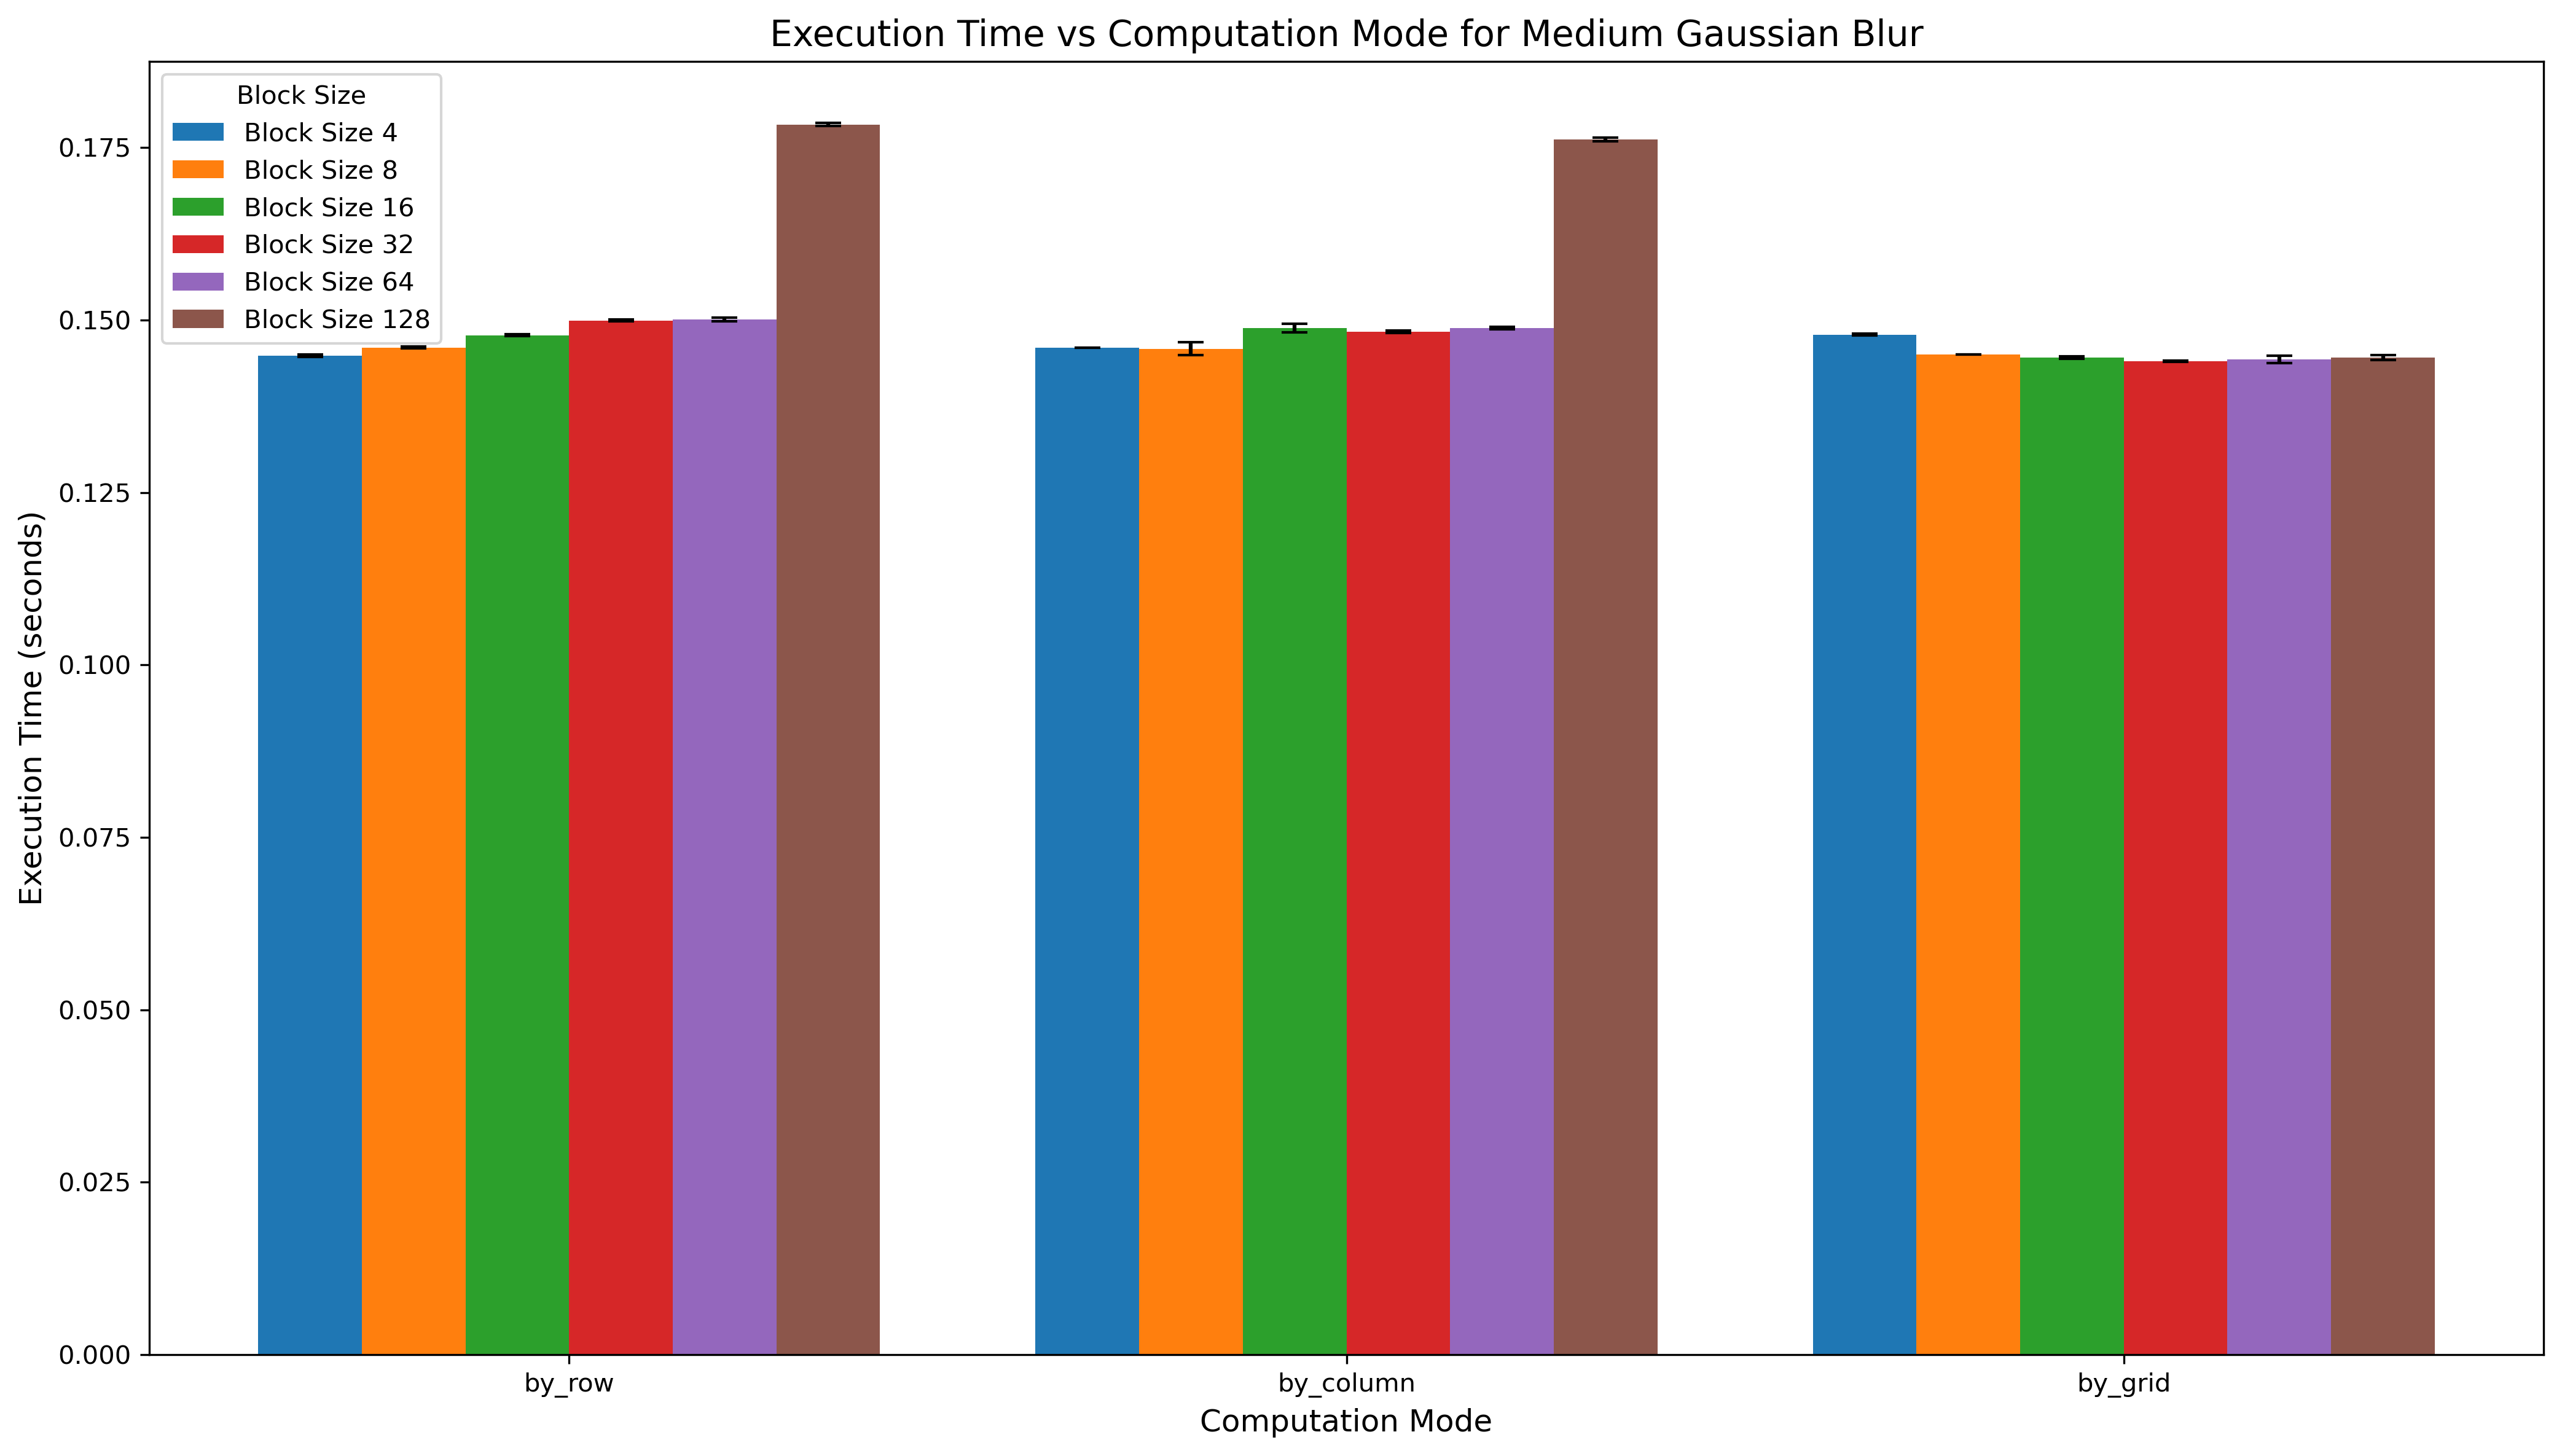 Execution Time vs Computation Mode for Medium Gaussian Blur
Block Size
Block Size 4
Block Size 8
Block Size 16
Block Size 32
Block Size 64
Block Size 128
Execution Time (seconds)
0.175
0.150
0.125
0.100
0.075
0.050
0.025
0.000
by_row
by_column
by_grid
Computation Mode